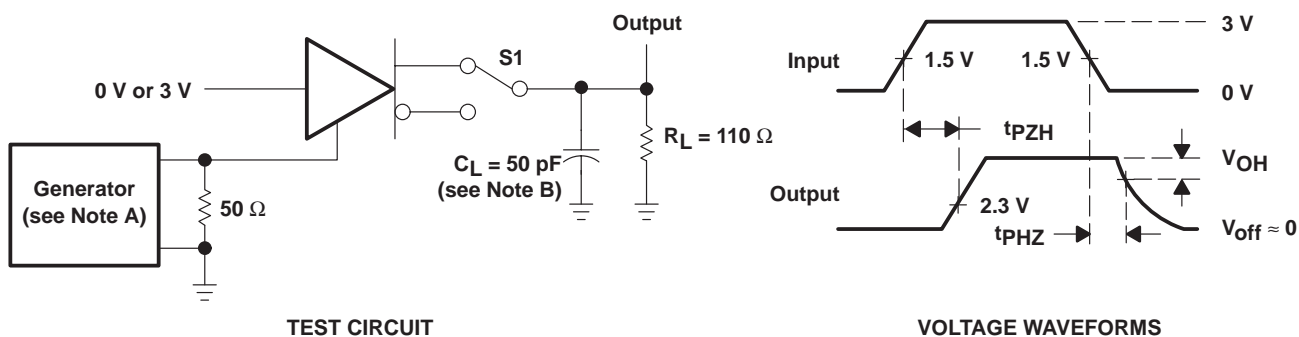 Output
S1
0 V or 3 V
Generator
(see Note A)
50 Ω
CL = 50 pF
(see Note B)
RL = 110 Ω
TEST CIRCUIT
3 V
Input
1.5 V
1.5 V
0 V
tPZH
VOH
Output
2.3 V
tPHZ
Voff ≈ 0
VOLTAGE WAVEFORMS